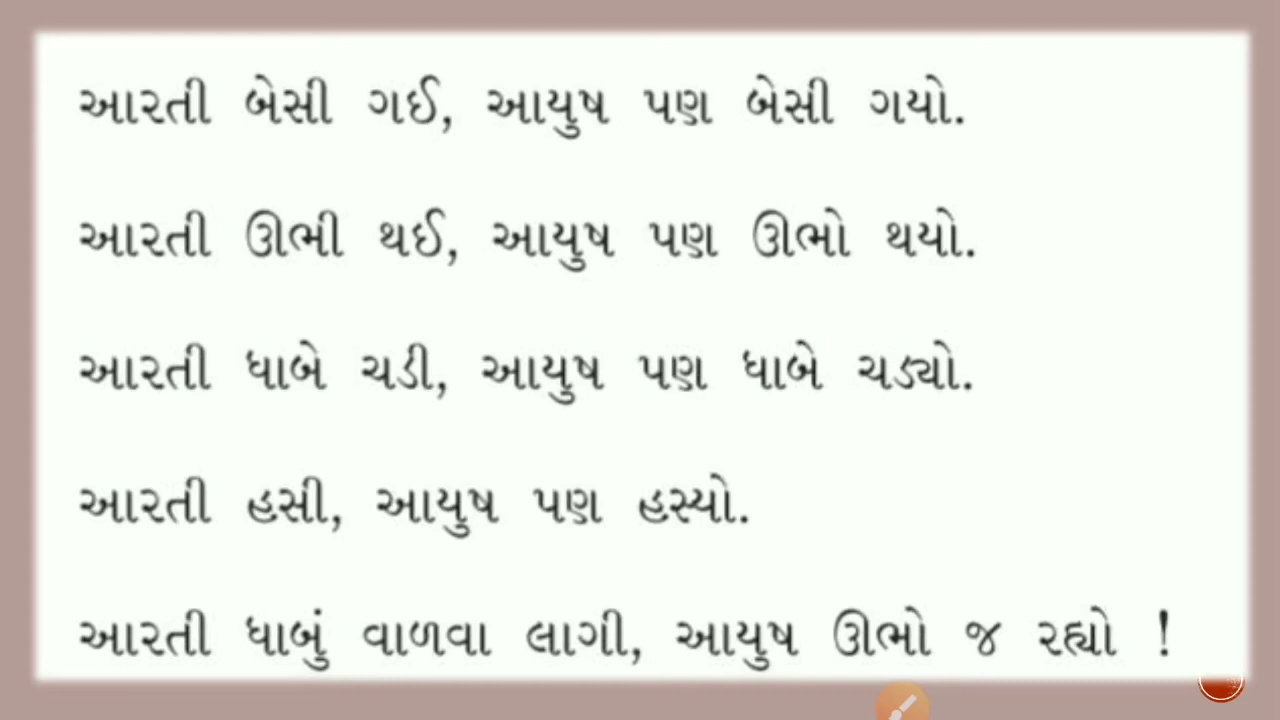 આરતી બેસી ગઈ, આયુષ પણ બેસી ગયો.
આરતી ઊભી થઈ, આયુષ પણ ઊભો થયો.
આરતી ધાબે ચડી, આયુષ પણ ધાબે ચડ્યો.
આરતી હસી, આયુષ પણ હસ્યો.
આરતી ધાબું વાળવા લાગી, આયુષ ઊભો જ રહ્યો !